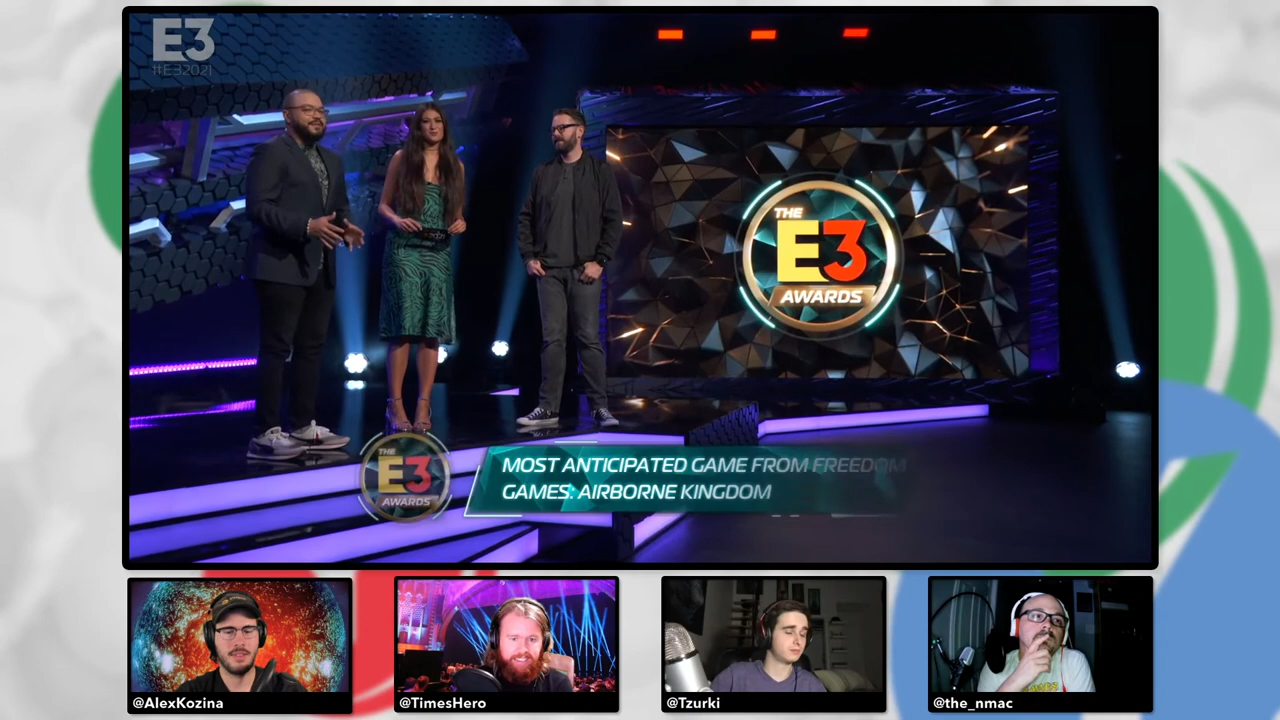 E3
#E32021
THE
E3
AWARDS
THE
E3
AWARDS
MOST ANTICIPATED GAME FROM FREEDOM
GAMES: AIRBORNE KINGDOM
@AlexKozina
@TimesHero
@Tzurki
@the_nmac